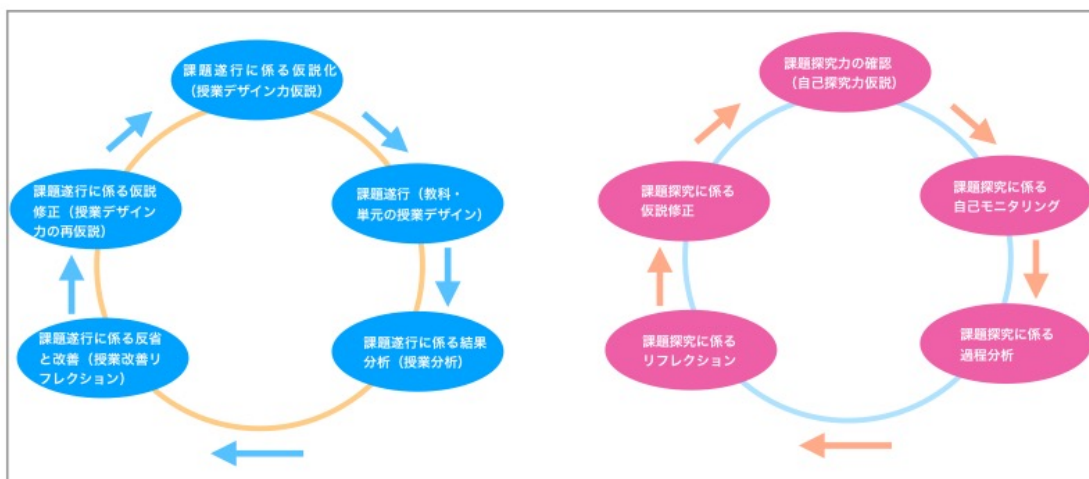 課題遂行に係る仮説化
（授業デザイン力仮説）
課題遂行（教科・
単元の授業デザイン）
課題遂行に係る結果
分析（授業分析）
課題遂行に係る反省
と改善（授業改善リ
フレクション）
課題遂行に係る仮説
修正（授業デザイン
力の再仮説）
課題探究力の確認
（自己探究力仮説）
課題探究に係る
自己モニタリング
課題探究に係る
過程分析
課題探究に係る
リフレクション
課題探究に係る
仮説修正